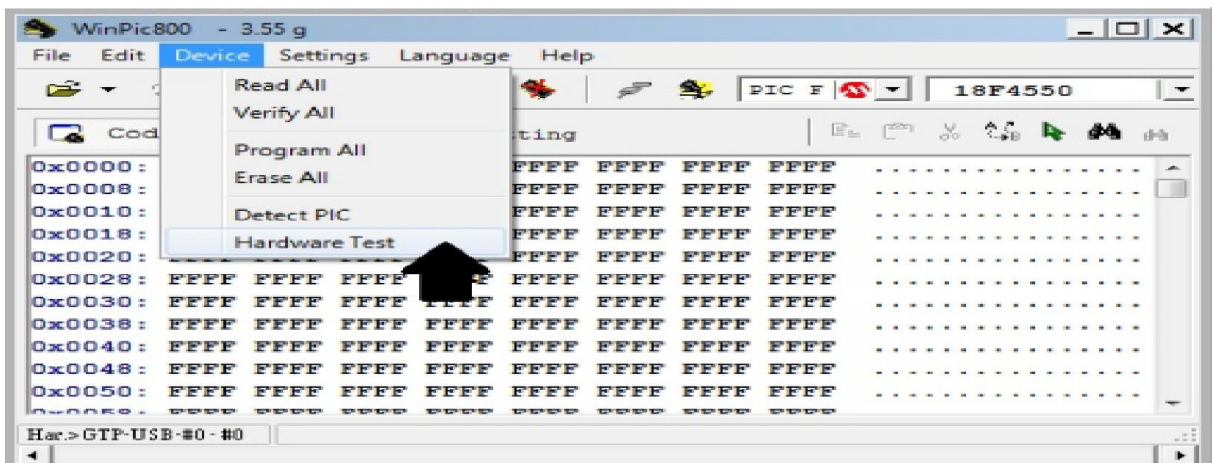 WinPic800 - 3.55 g
File Edit Device Settings Language Help
PIC F 18F4550
Read All
Verify All
Program All
Erase All
Detect PIC
Hardware Test
Cod ting
0x0000: FFFF FFFF FFFF FFFF ................
0x0008: FFFF FFFF FFFF FFFF ................
0x0010: FFFF FFFF FFFF FFFF ................
0x0018: FFFF FFFF FFFF FFFF ................
0x0020: FFFF FFFF FFFF FFFF ................
0x0028: FFFF FFFF FFFF FFFF FFFF FFFF FFFF ................
0x0030: FFFF FFFF FFFF FFFF FFFF FFFF FFFF FFFF ................
0x0038: FFFF FFFF FFFF FFFF FFFF FFFF FFFF FFFF ................
0x0040: FFFF FFFF FFFF FFFF FFFF FFFF FFFF FFFF ................
0x0048: FFFF FFFF FFFF FFFF FFFF FFFF FFFF FFFF ................
0x0050: FFFF FFFF FFFF FFFF FFFF FFFF FFFF FFFF ................
Har.>GTP-USB-#0-#0